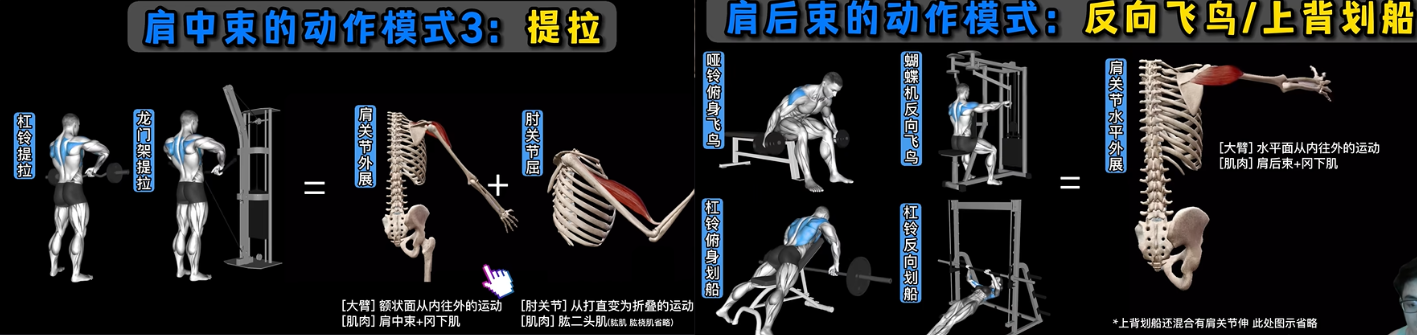 肩中束的动作模式3：提拉
杠铃提拉
龙门架提拉
=
肩关节外展
+
肘关节屈
[大臂] 额状面从内往外的运动
[肌肉] 肩中束+冈下肌
[肘关节] 从打直变为折叠的运动
[肌肉] 肱二头肌(肱肌 肱桡肌省略)
肩后束的动作模式：反向飞鸟/上背划船
哑铃俯身飞鸟
蝴蝶机反向飞鸟
杠铃俯身划船
杠铃反向划船
=
肩关节水平外展
[大臂] 水平面从内往外的运动
[肌肉] 肩后束+冈下肌
*上背划船还混合有肩关节伸 此处图示省略